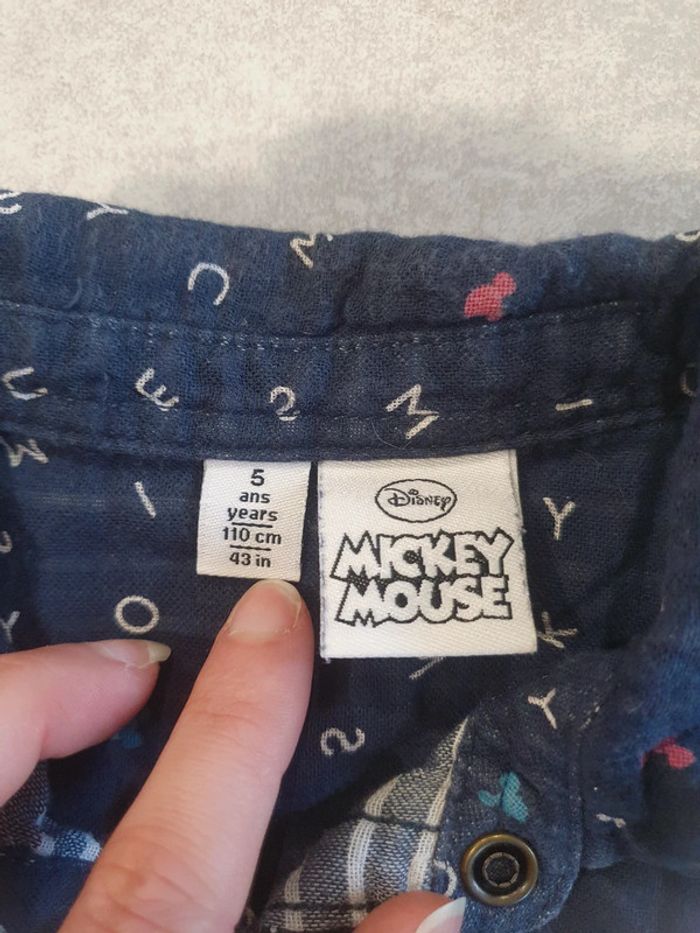 5
ans
years
110 cm
43 in
Disney
MICKEY
MOUSE